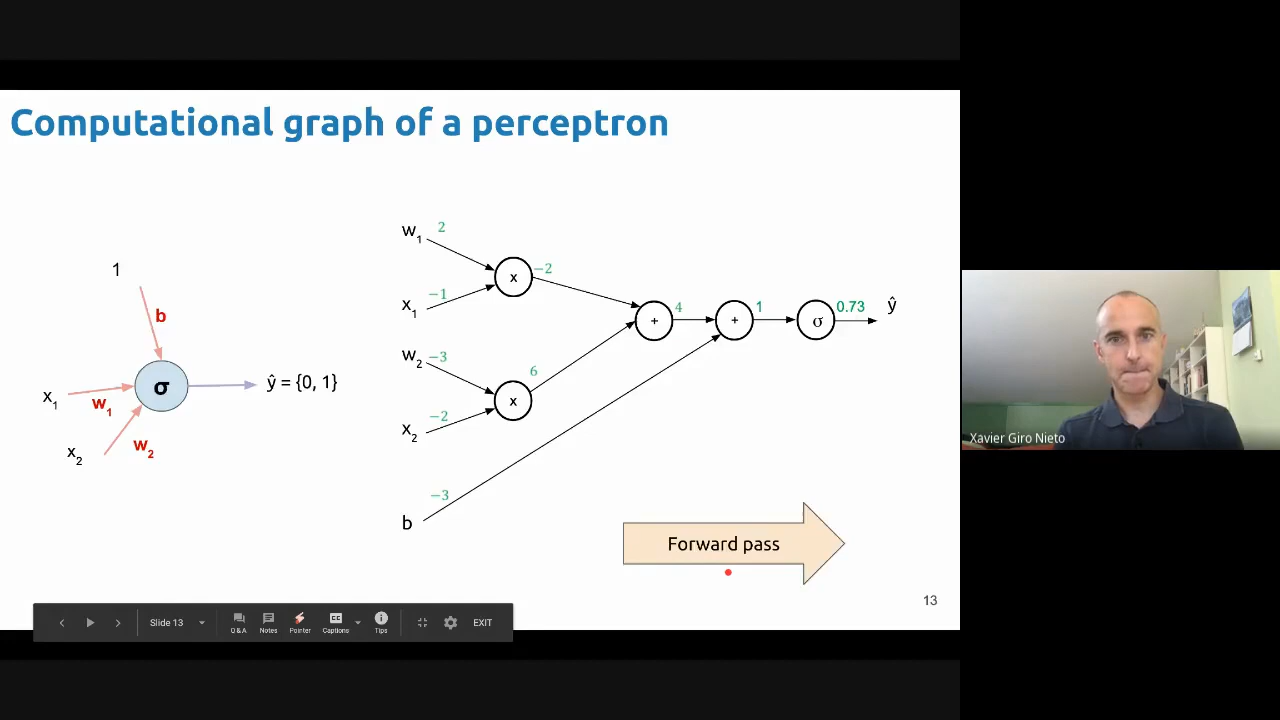 Computational graph of a perceptron
1
b
x1
w1
x2
w2
σ
ŷ = {0, 1}
w1 2
x1 −1
x −2
w2 −3
x2 −2
x 6
b −3
+ 4
+ 1
σ 0.73 ŷ
Forward pass
13
Slide 13
Q&A
Notes
Pointer
CC
Captions
Tips
EXIT
Xavier Giro Nieto